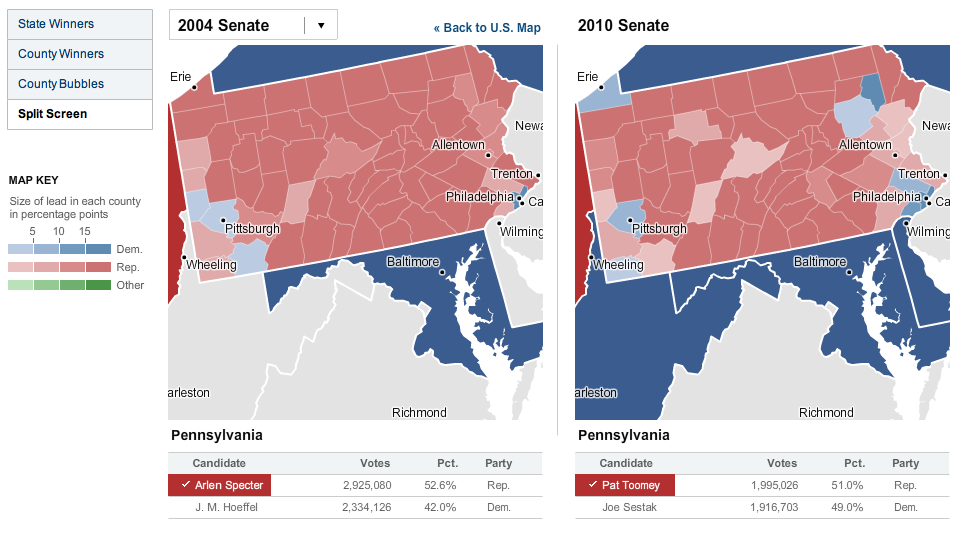 State Winners
County Winners
County Bubbles
Split Screen
MAP KEY
Size of lead in each county
in percentage points
5 10 15
Dem.
Rep.
Other
2004 Senate ▼
« Back to U.S. Map
Erie
Newa
Allentown
Trenton
Philadelphia
Ca
Pittsburgh
Wilming
Wheeling
Baltimore
arleston
Richmond
Pennsylvania
Candidate Votes Pct. Party
✓ Arlen Specter 2,925,080 52.6% Rep.
J. M. Hoeffel 2,334,126 42.0% Dem.
2010 Senate
Erie
Newa
Allentown
Trenton
Philadelphia
Ca
Pittsburgh
Wilming
Wheeling
Baltimore
arleston
Richmond
Pennsylvania
Candidate Votes Pct. Party
✓ Pat Toomey 1,995,026 51.0% Rep.
Joe Sestak 1,916,703 49.0% Dem.